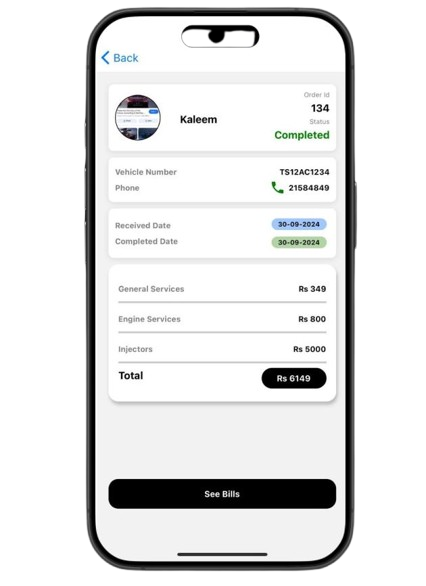 Back
Order Id
134
Kaleem
Status
Completed
Vehicle Number TS12AC1234
Phone 21584849
Received Date 30-09-2024
Completed Date 30-09-2024
General Services Rs 349
Engine Services Rs 800
Injectors Rs 5000
Total Rs 6149
See Bills